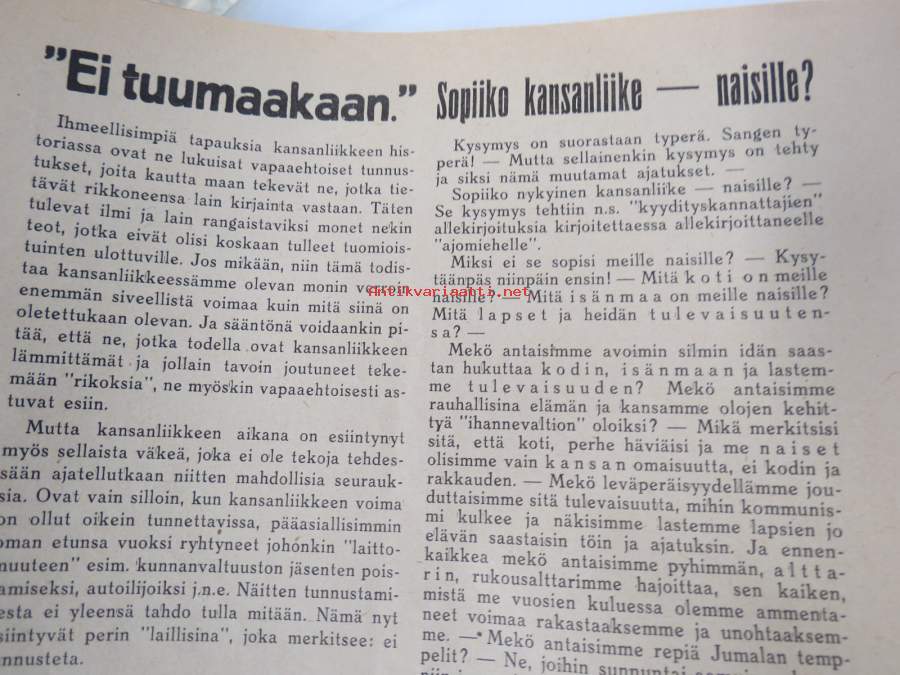 "Ei tuumaakaan."
Ihmeellisimpiä tapauksia kansanliikkeen his-
toriassa ovat ne lukuisat vapaaehtoiset tunnus-
tukset, joita kautta maan tekevät ne, jotka tie-
tävät rikkoneensa lain kirjainta vastaan. Täten
tulevat ilmi ja lain rangaistaviksi monet nekin
teot, jotka eivät olisi koskaan tulleet tuomiois-
tuinten ulottuville. Jos mikään, niin tämä todis-
taa kansanliikkeessämme olevan monin verroin
enemmän siveellistä voimaa kuin mitä siinä on
oletettukaan olevan. Ja sääntönä voidaankin pi-
tää, että ne, jotka todella ovat kansanliikkeen
lämmittämät ja jollain tavoin joutuneet teke-
mään "rikoksia", ne myöskin vapaaehtoisesti as-
tuvat esiin.
Mutta kansanliikkeen aikana on esiintynyt
myös sellaista väkeä, joka ei ole tekoja tehdes-
sään ajatellutkaan niitten mahdollisia seurauk-
sia. Ovat vain silloin, kun kansanliikkeen voima
on ollut oikein tunnettavissa, pääasiallisimmin
oman etunsa vuoksi ryhtyneet johonkin "laitto-
muuteen" esim. kunnanvaltuuston jäsenten pois-
amiseksi, autoilijoiksi j.n.e. Näitten tunnustami-
esta ei yleensä tahdo tulla mitään. Nämä nyt
siintyvät perin "laillisina", joka merkitsee: ei
nnusteta.
Sopiiko kansanliike — naisille?
Kysymys on suorastaan typerä. Sangen ty-
perä! — Mutta sellainenkin kysymys on tehty
ja siksi nämä muutamat ajatukset. —
Sopiiko nykyinen kansanliike — naisille? —
Se kysymys tehtiin n.s. "kyydityskannattajien"
allekirjoituksia kirjoitettaessa allekirjoittaneelle
"ajomiehelle".
Miksi ei se sopisi meille naisille? — Kysy-
täänpäs niinpäin ensin! — Mitä koti on meille
naisille? — Mitä isänmaa on meille naisille?
Mitä lapset ja heidän tulevaisuuten-
sa? —
Mekö antaisimme avoimin silmin idän saas-
tan hukuttaa kodin, isänmaan ja lastem-
me tulevaisuuden? Mekö antaisimme
rauhallisina elämän ja kansamme olojen kehit-
tyä "ihannevaltion" oloiksi? — Mikä merkitsisi
sitä, että koti, perhe häviäisi ja me naiset
olisimme vain kansan omaisuutta, ei kodin ja
rakkauden. — Mekö leväperäisyydellämme jou-
duttaisimme sitä tulevaisuutta, mihin kommunis-
mi kulkee ja näkisimme lastemme lapsien jo
elävän saastaisin töin ja ajatuksin. Ja ennen-
kaikkea mekö antaisimme pyhimmän, altta-
rin, rukousalttarimme hajoittaa, sen kaiken,
mistä me vuosien kuluessa olemme ammenta-
neet voimaa rakastaaksemme ja unohtaaksem-
me. — Mekö antaisimme repiä Jumalan temp-
pelit? — Ne, joihin sunnuntai
Antikvariaatti.net